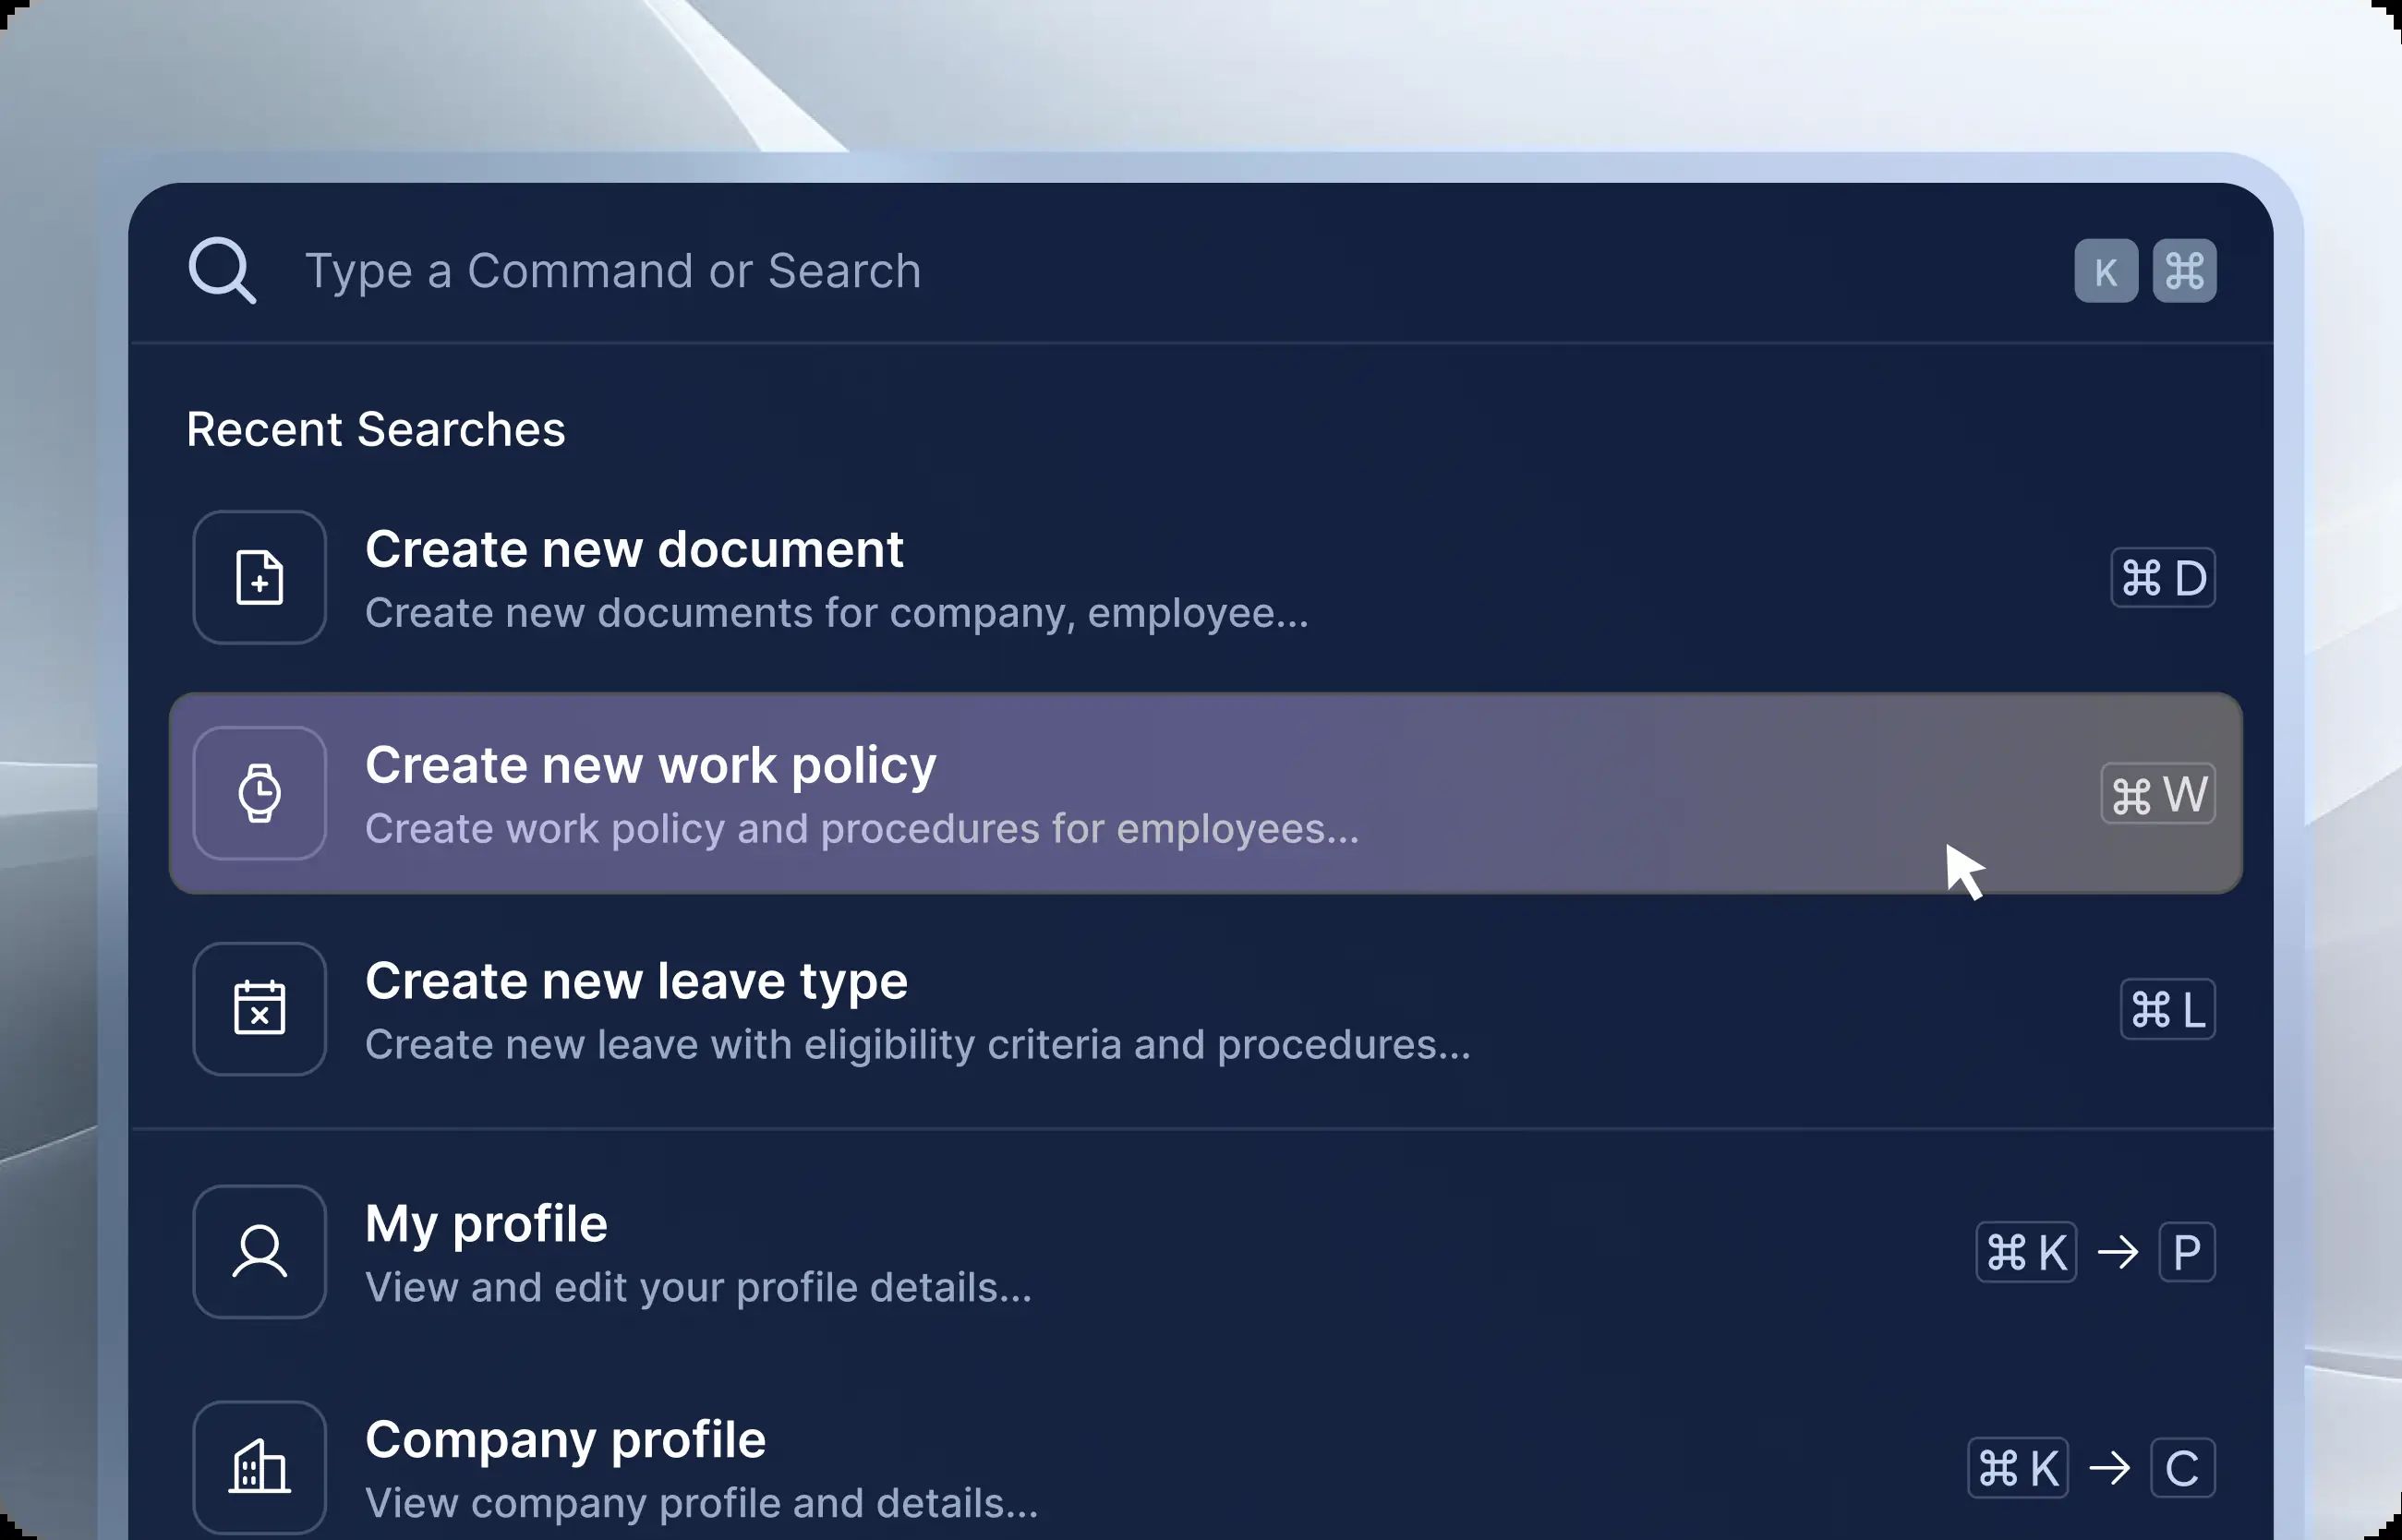 Type a Command or Search
K ⌘
Recent Searches
Create new document
Create new documents for company, employee...
⌘ D
Create new work policy
Create work policy and procedures for employees...
⌘ W
Create new leave type
Create new leave with eligibility criteria and procedures...
⌘ L
My profile
View and edit your profile details...
⌘ K → P
Company profile
View company profile and details...
⌘ K → C